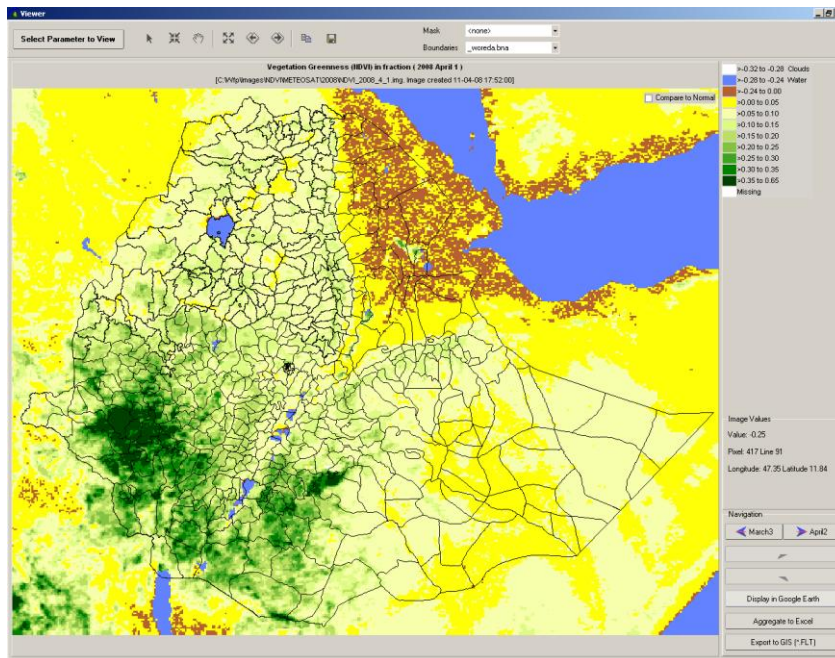 Viewer
Select Parameter to View
Mask <none>
Boundaries _woreda.bna
Vegetation Greenness (NDVI) in fraction ( 2008 April 1 )
[C:\Wfp\Images\NDVI\METEOSAT\2008\NDVI_2008_4_1.img. Image created 11-04-08 17:52:00]
Compare to Normal
>-0.32 to -0.28 Clouds
>-0.28 to -0.24 Water
>-0.24 to 0.00
>0.00 to 0.05
>0.05 to 0.10
>0.10 to 0.15
>0.15 to 0.20
>0.20 to 0.25
>0.25 to 0.30
>0.30 to 0.35
>0.35 to 0.65
Missing
Image Values
Value: -0.25
Pixel: 417 Line 91
Longitude: 47.35 Latitude 11.84
Navigation
March3 April2
Display in Google Earth
Aggregate to Excel
Export to GIS (*.FLT)